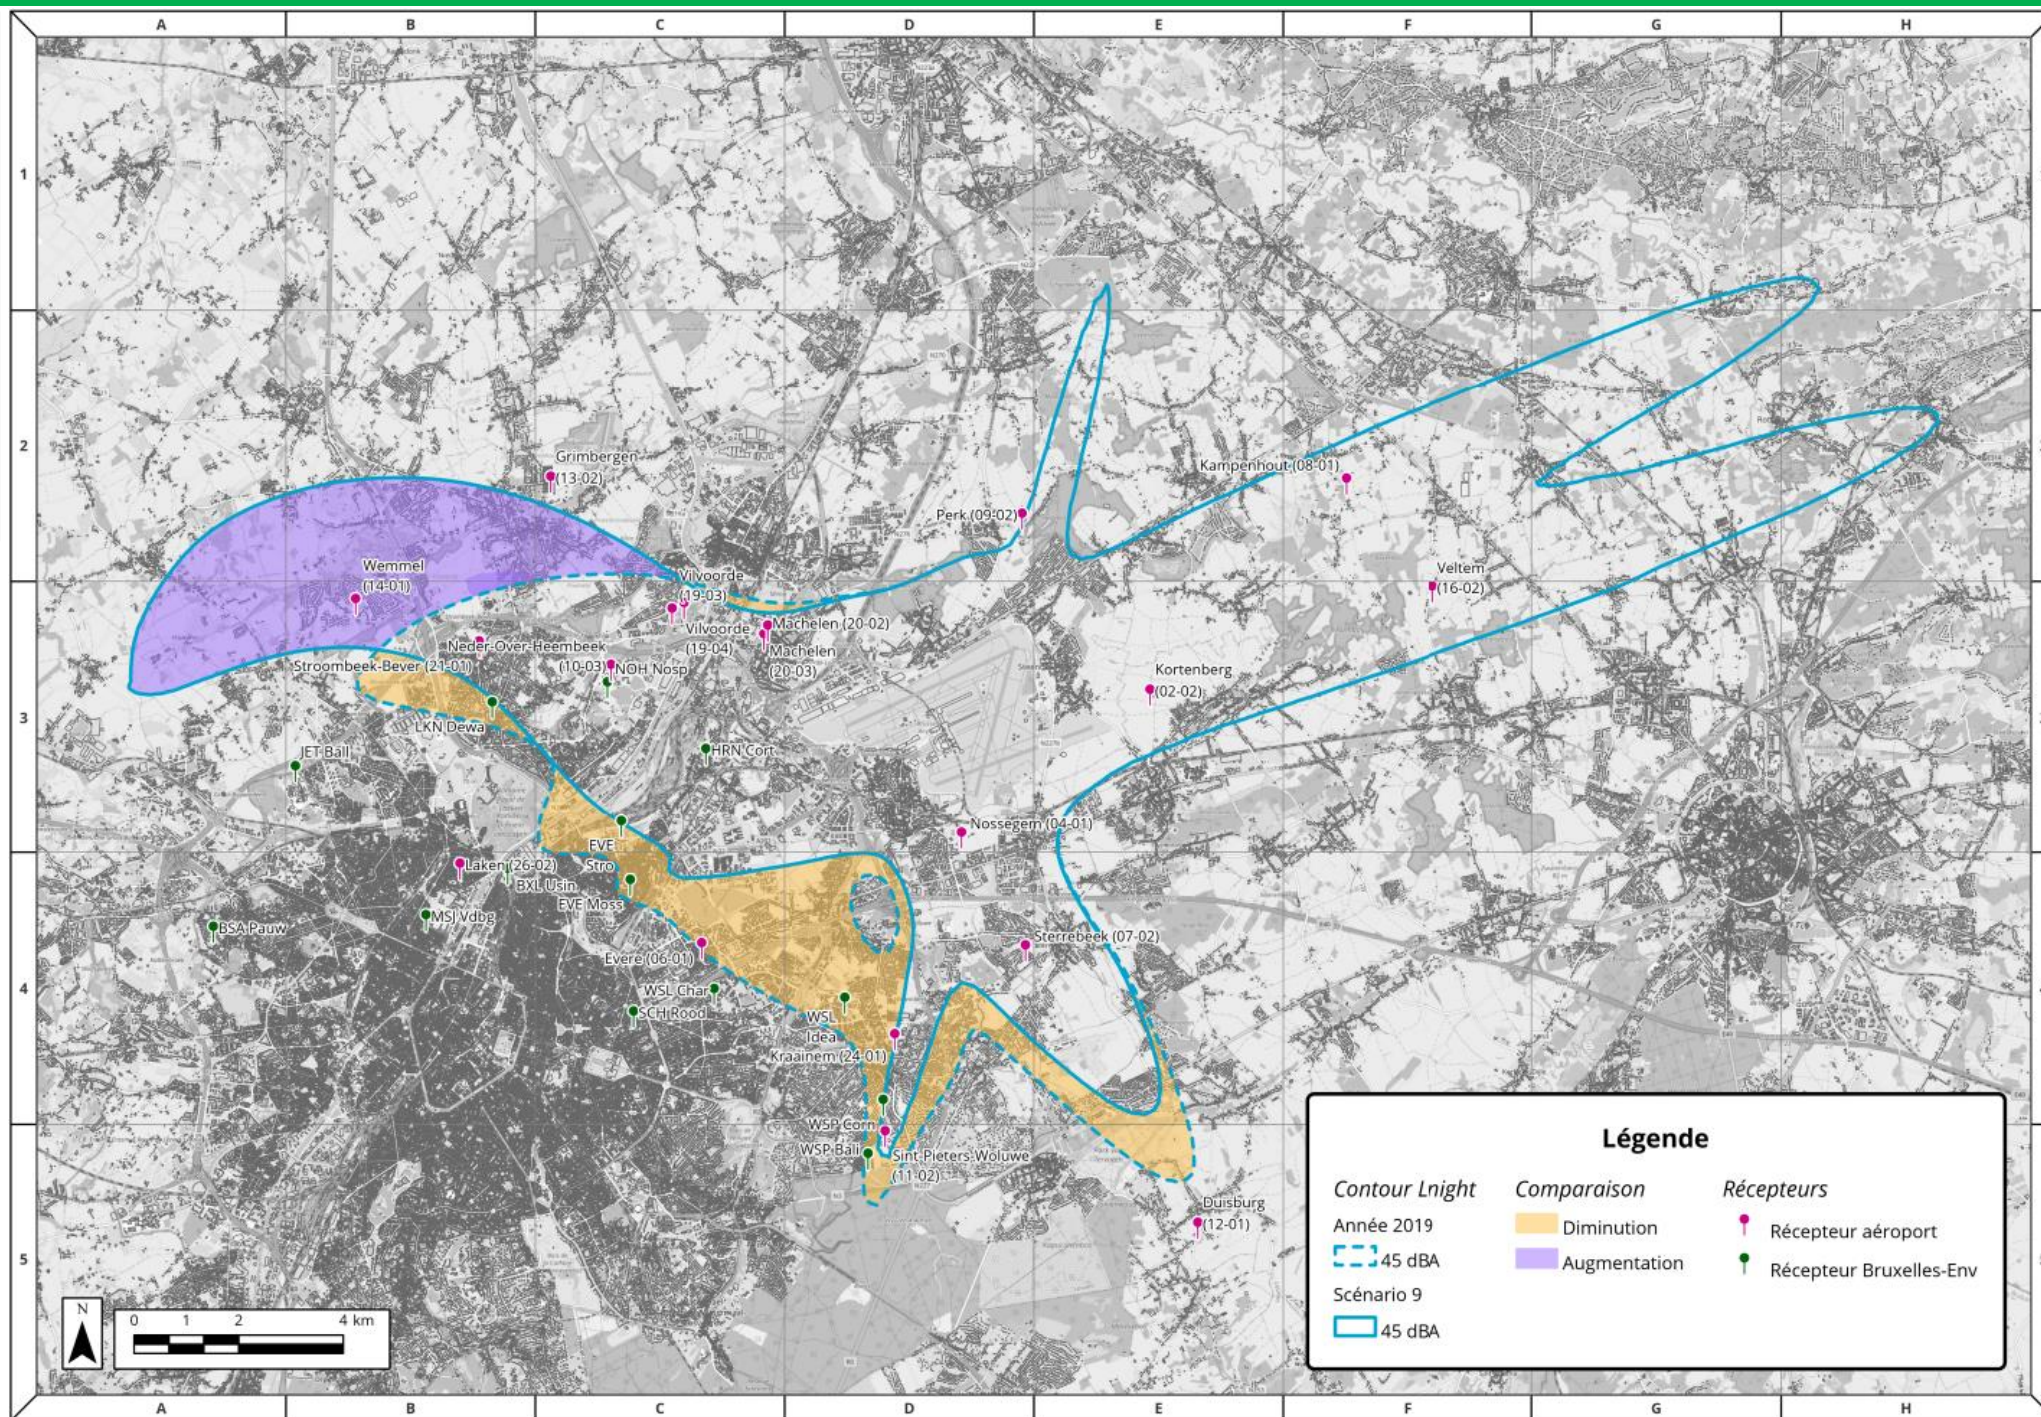 A B C D E F G H
1
2
3
4
5
Grimbergen
(13-02)
Kampenhout (08-01)
Perk (09-02)
Wemmel
(14-01)
Vilvoorde
(19-03)
Veltem
(16-02)
Vilvoorde
(19-04)
Machelen (20-02)
Machelen
(20-03)
Neder-Over-Heembeek
(10-03)
NOH Nosp
Stroombeek-Bever (21-01)
Kortenberg
(02-02)
LKN Dewa
JET Ball
HRN Cort
Nossegem (04-01)
EVE
Stro
Laken (26-02)
BXL Usin
EVE Moss
MSJ Vdbg
BSA Pauw
Evere (06-01)
Sterrebeek (07-02)
WSL Char
SCH Rood
WSL
Idea
Kraainem (24-01)
WSP Corn
WSP Bali
Sint-Pieters-Woluwe
(11-02)
Duisburg
(12-01)
Légende
Contour Lnight
Année 2019
45 dBA
Scénario 9
45 dBA
Comparaison
Diminution
Augmentation
Récepteurs
Récepteur aéroport
Récepteur Bruxelles-Env
N
0 1 2 4 km
A B C D E F G H